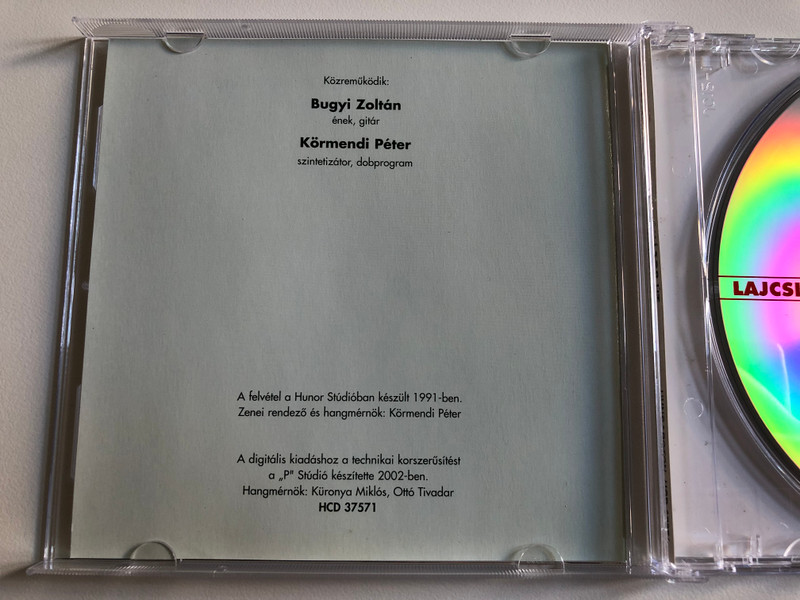 Közreműködik:
Bugyi Zoltán
ének, gitár
Körmendi Péter
szintetizátor, dobprogram
A felvétel a Hunor Stúdióban készült 1991-ben.
Zenei rendező és hangmérnök: Körmendi Péter
A digitális kiadáshoz a technikai korszerűsítést
a „P" Stúdió készítette 2002-ben.
Hangmérnök: Küronya Miklós, Ottó Tivadar
HCD 37571
LAJCSI